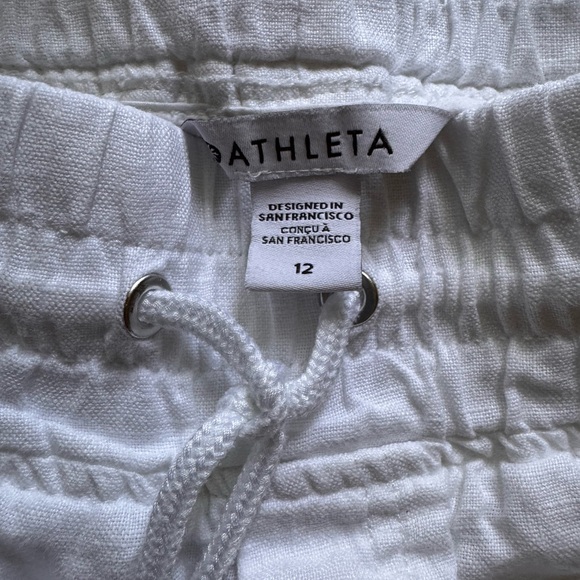 ATHLETA
DESIGNED IN
SAN FRANCISCO
CONÇU À
SAN FRANCISCO
12